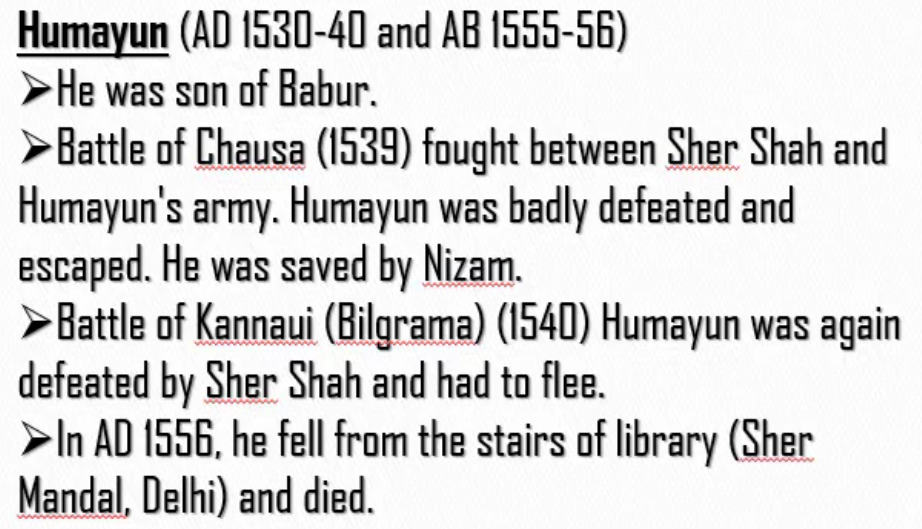 Humayun (AD 1530-40 and AB 1555-56)
➢He was son of Babur.
➢Battle of Chausa (1539) fought between Sher Shah and
Humayun's army. Humayun was badly defeated and
escaped. He was saved by Nizam.
➢Battle of Kannaui (Bilgrama) (1540) Humayun was again
defeated by Sher Shah and had to flee.
➢In AD 1556, he fell from the stairs of library (Sher
Mandal, Delhi) and died.